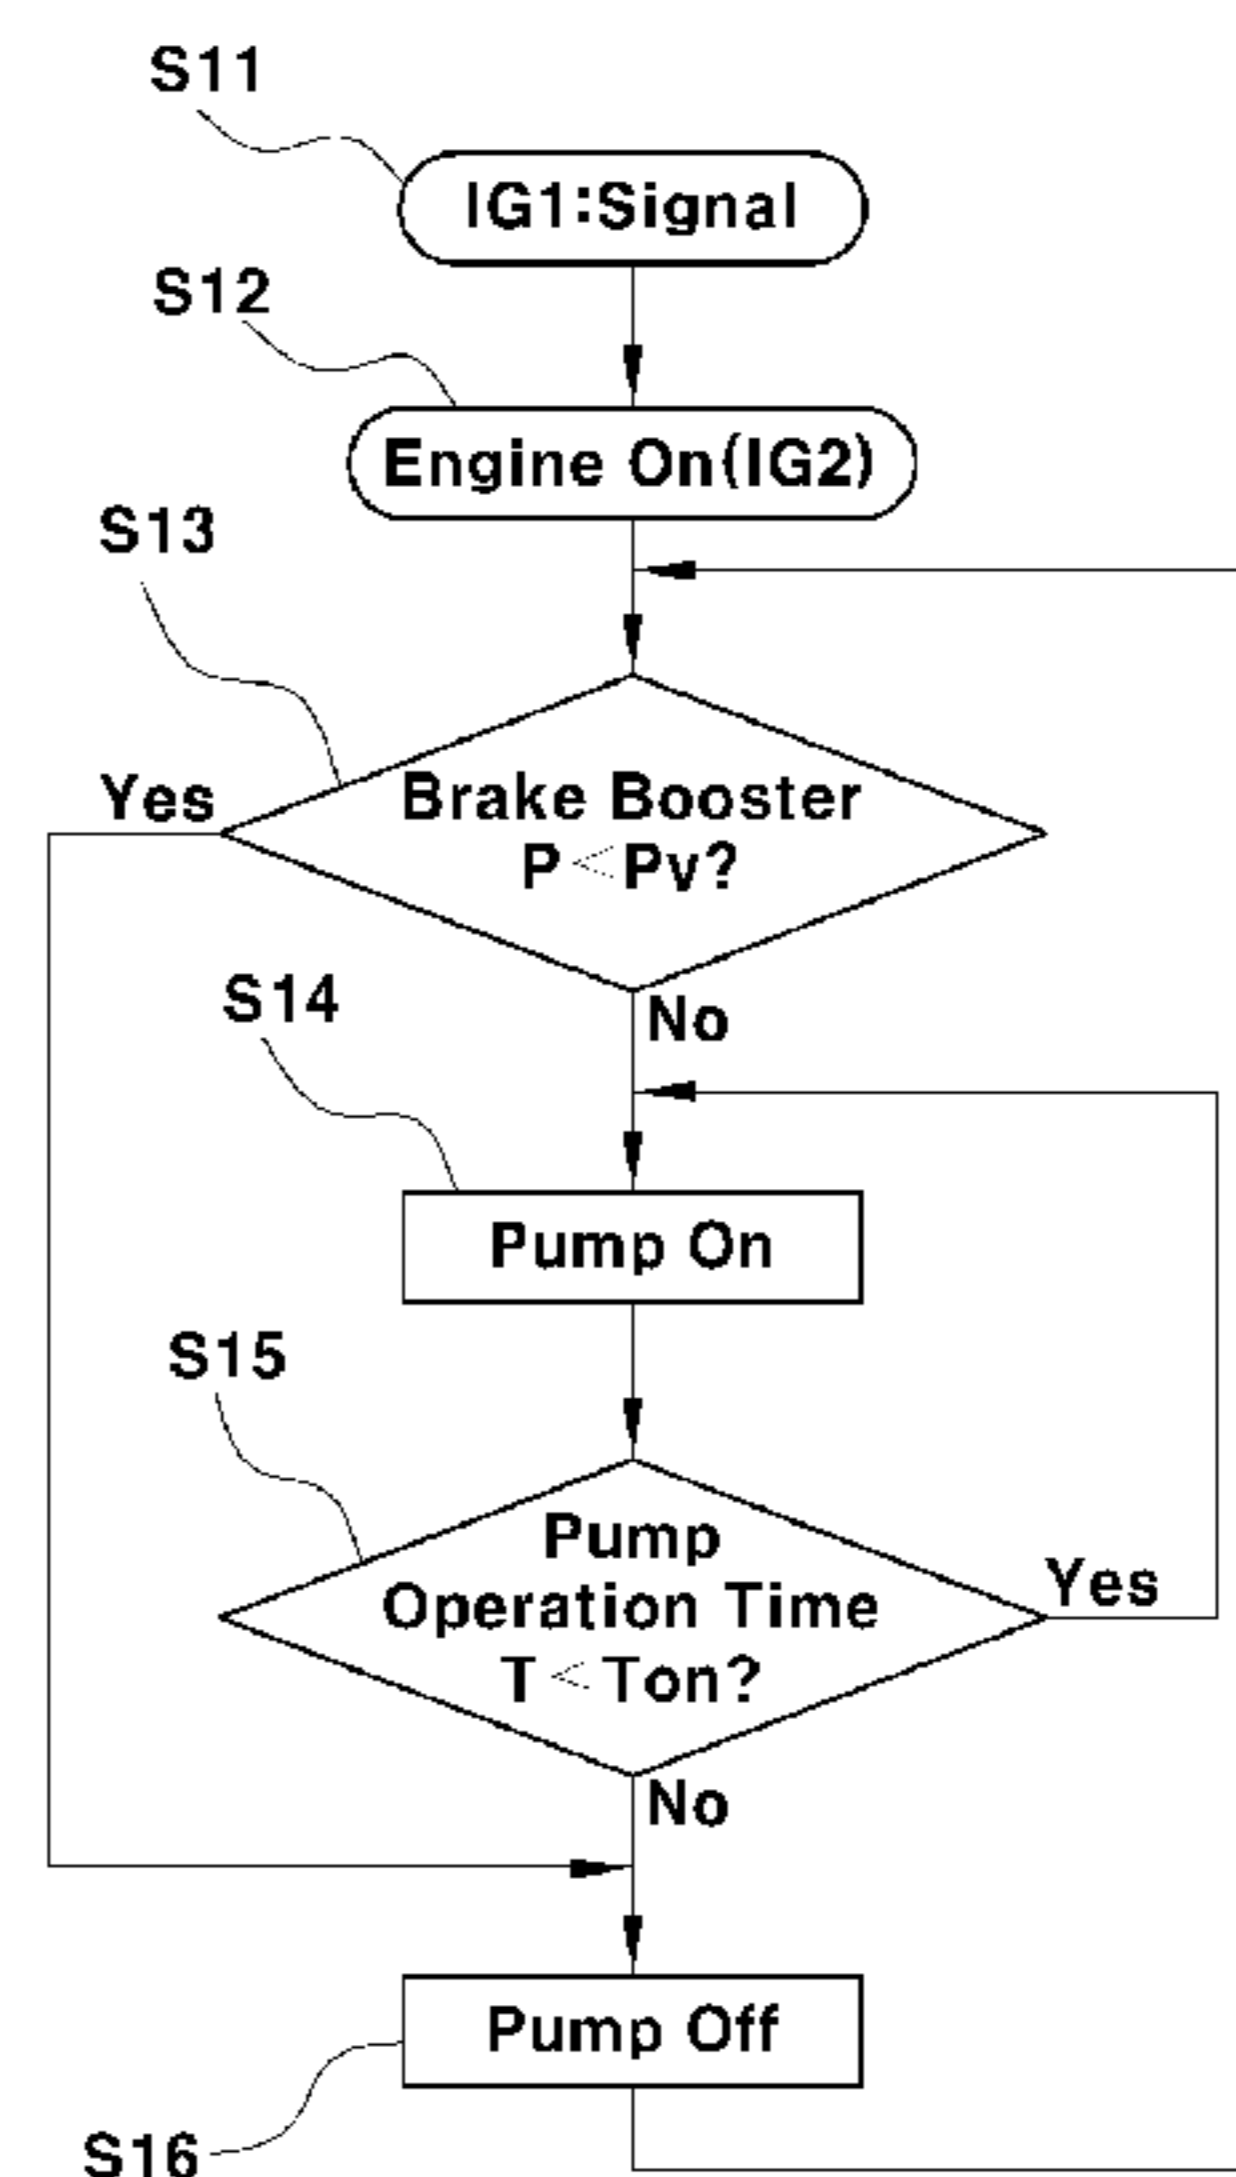 S11
IG1:Signal
S12
Engine On(IG2)
S13
Yes
Brake Booster
P<Pv?
No
S14
Pump On
S15
Pump
Operation Time
T<Ton?
Yes
No
Pump Off
S16